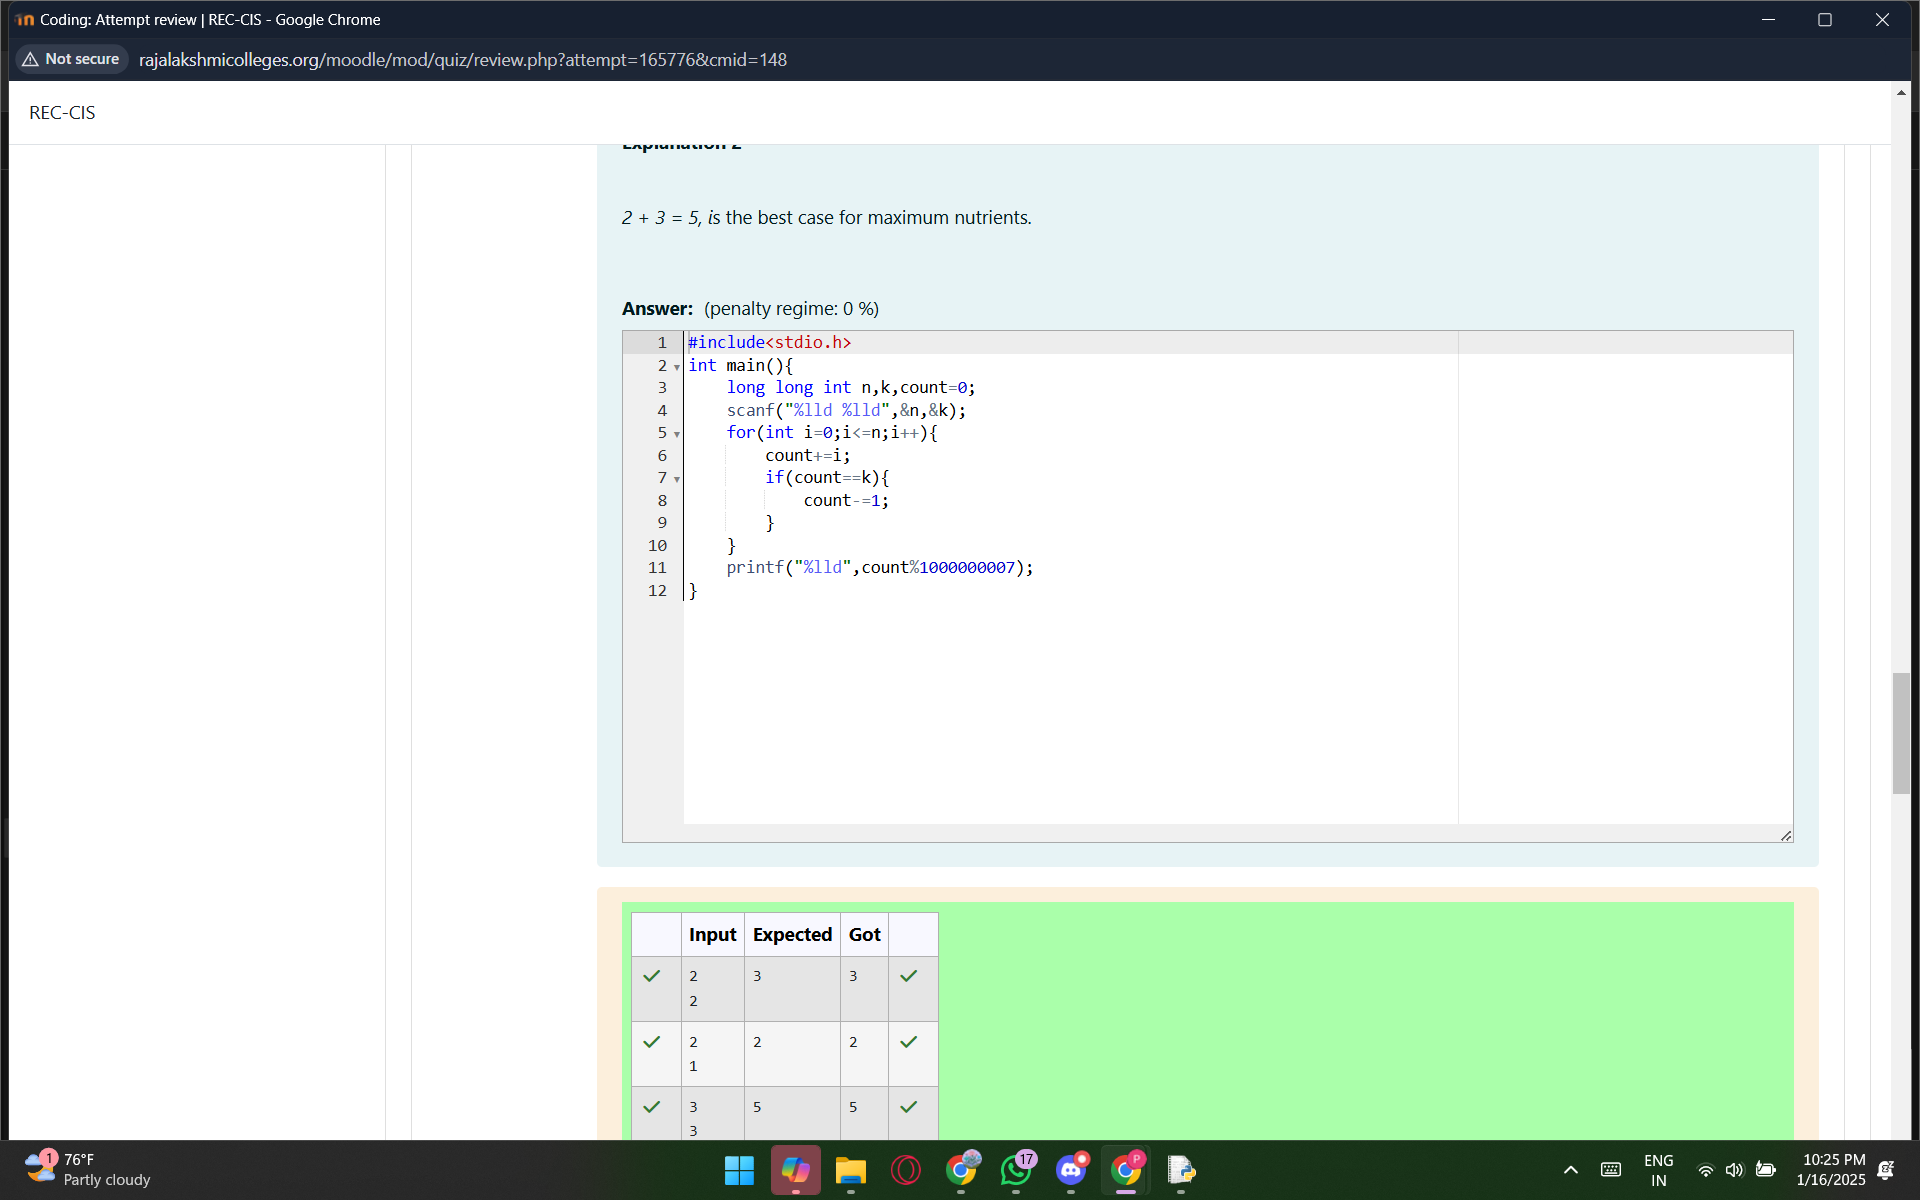 Coding: Attempt review | REC-CIS - Google Chrome
Not secure rajalakshmicolleges.org/moodle/mod/quiz/review.php?attempt=165776&cmid=148
REC-CIS
Explanation 2
2 + 3 = 5, is the best case for maximum nutrients.
Answer: (penalty regime: 0 %)
1 #include<stdio.h>
2 int main(){
3 long long int n,k,count=0;
4 scanf("%lld %lld",&n,&k);
5 for(int i=0;i<=n;i++){
6 count+=i;
7 if(count==k){
8 count-=1;
9 }
10 }
11 printf("%lld",count%1000000007);
12 }
Input Expected Got
2 3 3
2
2 2 2
1
3 5 5
3
1 76°F
Partly cloudy
17
P
ENG
IN
10:25 PM
1/16/2025